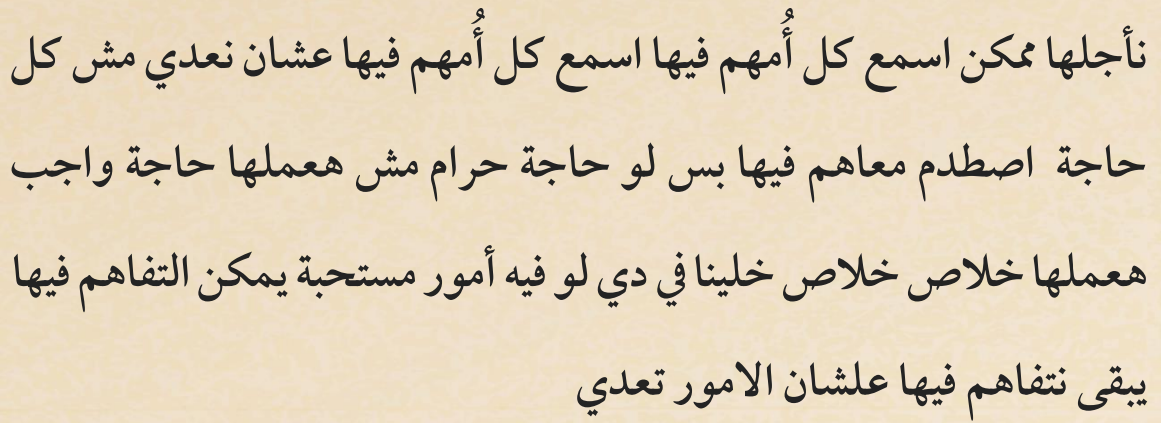 نأجلها ممكن اسمع كل أُمهم فيها اسمع كل أُمهم فيها عشان نعدي مش كل
حاجة اصطدم معاهم فيها بس لو حاجة حرام مش هعملها حاجة واجب
هعملها خلاص خلاص خلينا في دي لو فيه أمور مستحبة يمكن التفاهم فيها
يبقى نتفاهم فيها علشان الامور تعدي